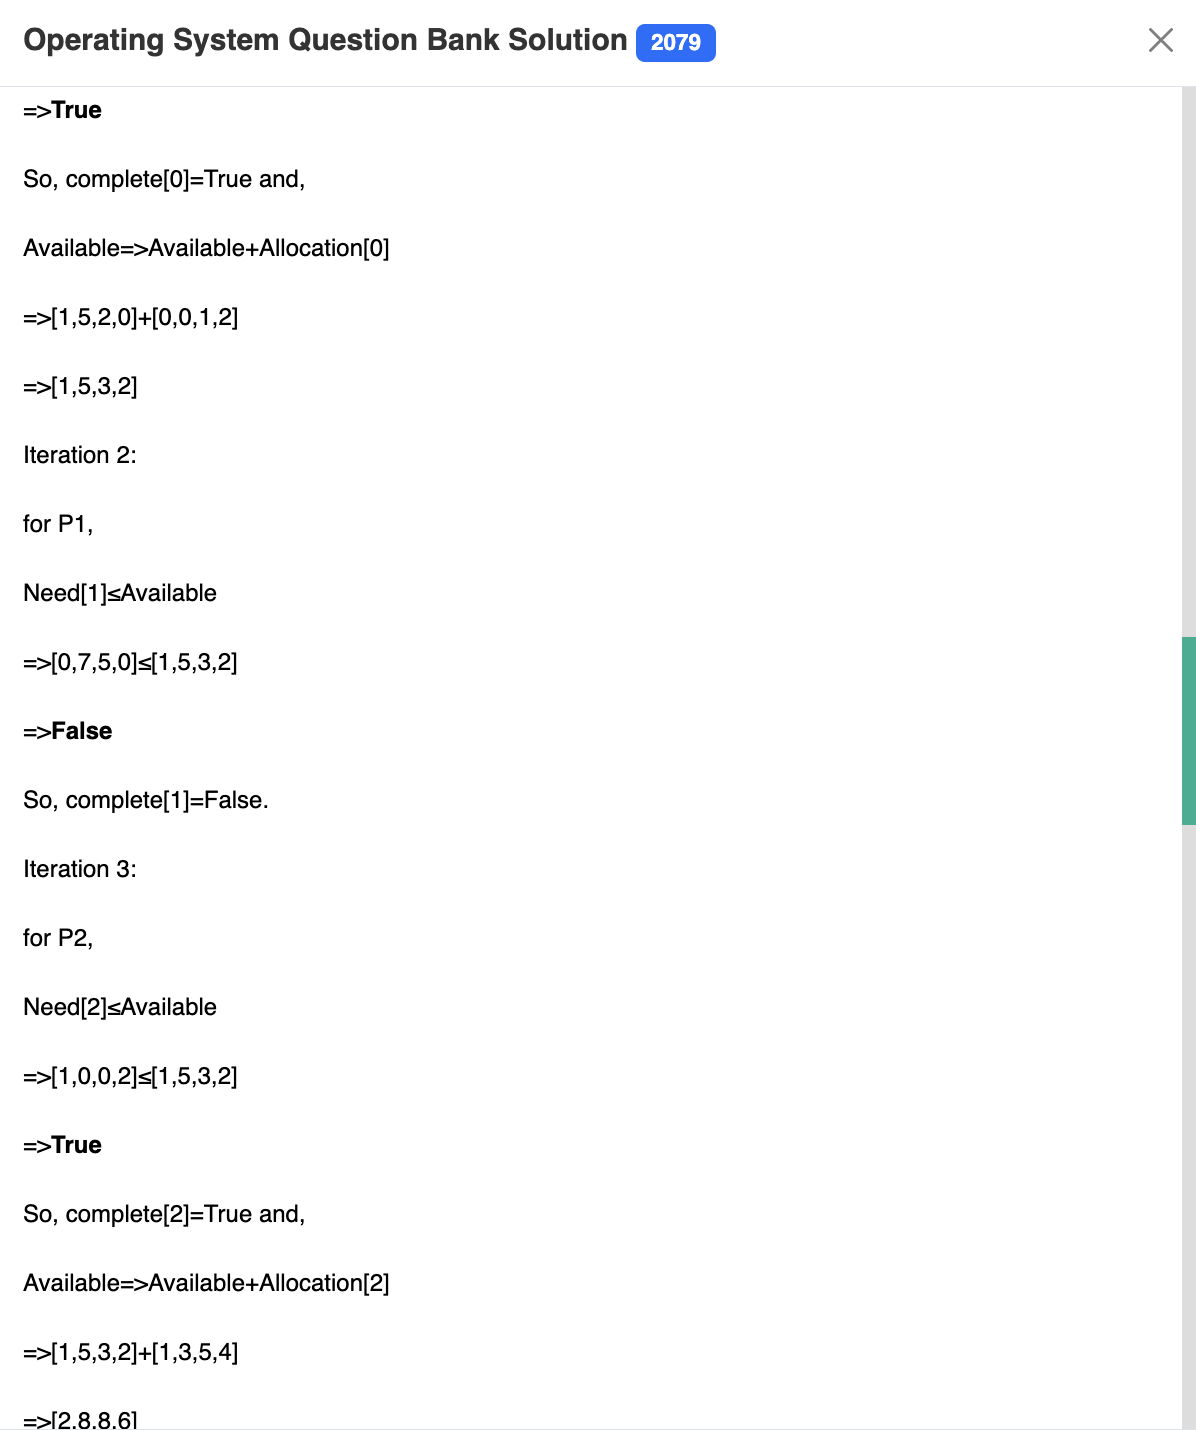 Operating System Question Bank Solution 2079
=>True
So, complete[0]=True and,
Available=>Available+Allocation[0]
=>[1,5,2,0]+[0,0,1,2]
=>[1,5,3,2]
Iteration 2:
for P1,
Need[1]≤Available
=>[0,7,5,0]≤[1,5,3,2]
=>False
So, complete[1]=False.
Iteration 3:
for P2,
Need[2]≤Available
=>[1,0,0,2]≤[1,5,3,2]
=>True
So, complete[2]=True and,
Available=>Available+Allocation[2]
=>[1,5,3,2]+[1,3,5,4]
=>[2,8,8,6]